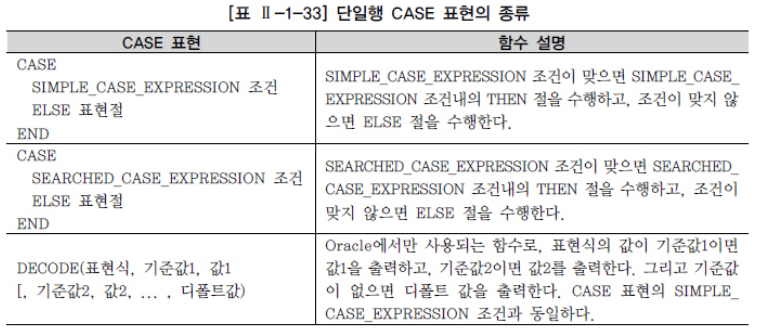 [표 Ⅱ-1-33] 단일행 CASE 표현의 종류
CASE 표현
함수 설명
CASE
SIMPLE_CASE_EXPRESSION 조건
ELSE 표현절
END
SIMPLE_CASE_EXPRESSION 조건이 맞으면 SIMPLE_CASE_
EXPRESSION 조건내의 THEN 절을 수행하고, 조건이 맞지 않
으면 ELSE 절을 수행한다.
CASE
SEARCHED_CASE_EXPRESSION 조건
ELSE 표현절
END
SEARCHED_CASE_EXPRESSION 조건이 맞으면 SEARCHED_
CASE_EXPRESSION 조건내의 THEN 절을 수행하고, 조건이
맞지 않으면 ELSE 절을 수행한다.
DECODE(표현식, 기준값1, 값1
[, 기준값2, 값2, ... , 디폴트값)
Oracle에서만 사용되는 함수로, 표현식의 값이 기준값1이면
값1을 출력하고, 기준값2이면 값2를 출력한다. 그리고 기준값
이 없으면 디폴트 값을 출력한다. CASE 표현의 SIMPLE_
CASE_EXPRESSION 조건과 동일하다.